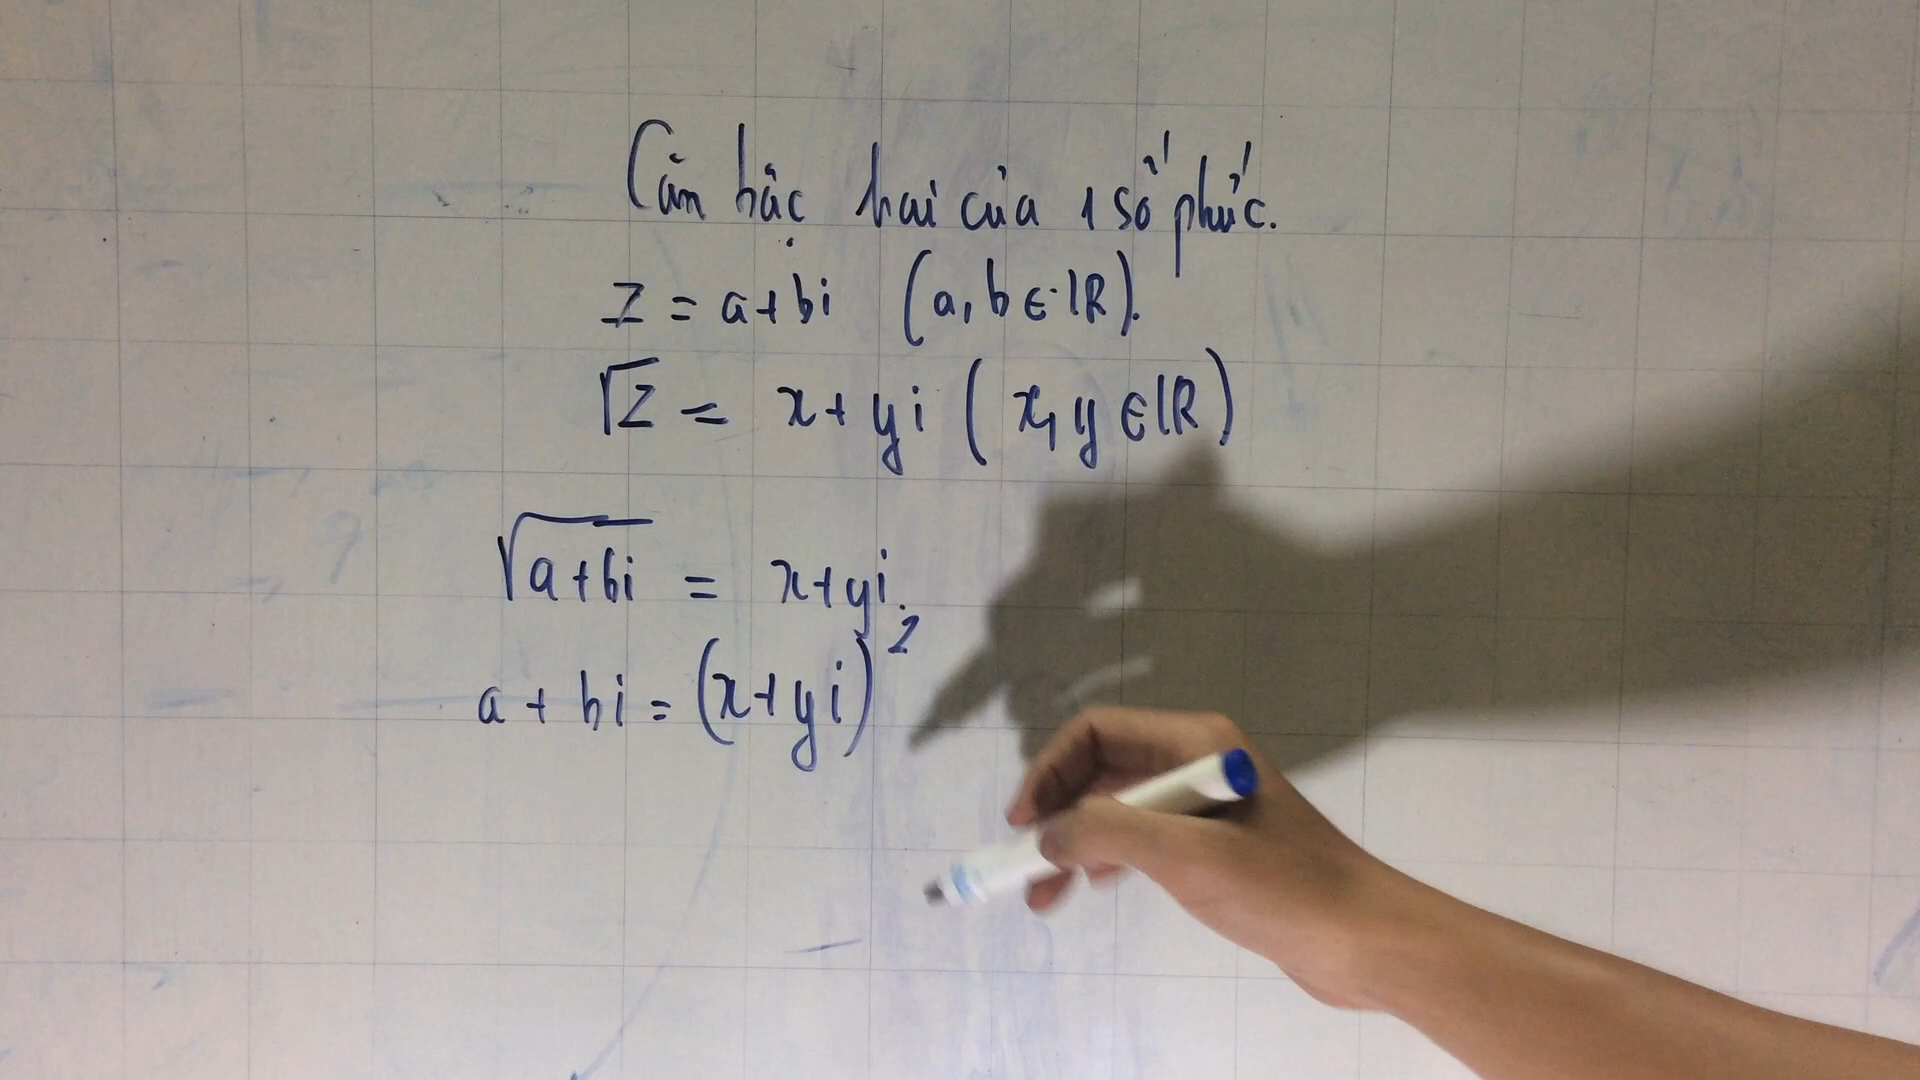 Căn bậc hai của 1 số phức.
z = a + bi (a, b ∈ ℝ).
√z = x + yi (x, y ∈ ℝ)
√(a + bi) = x + yi.
a + bi = (x + yi)²